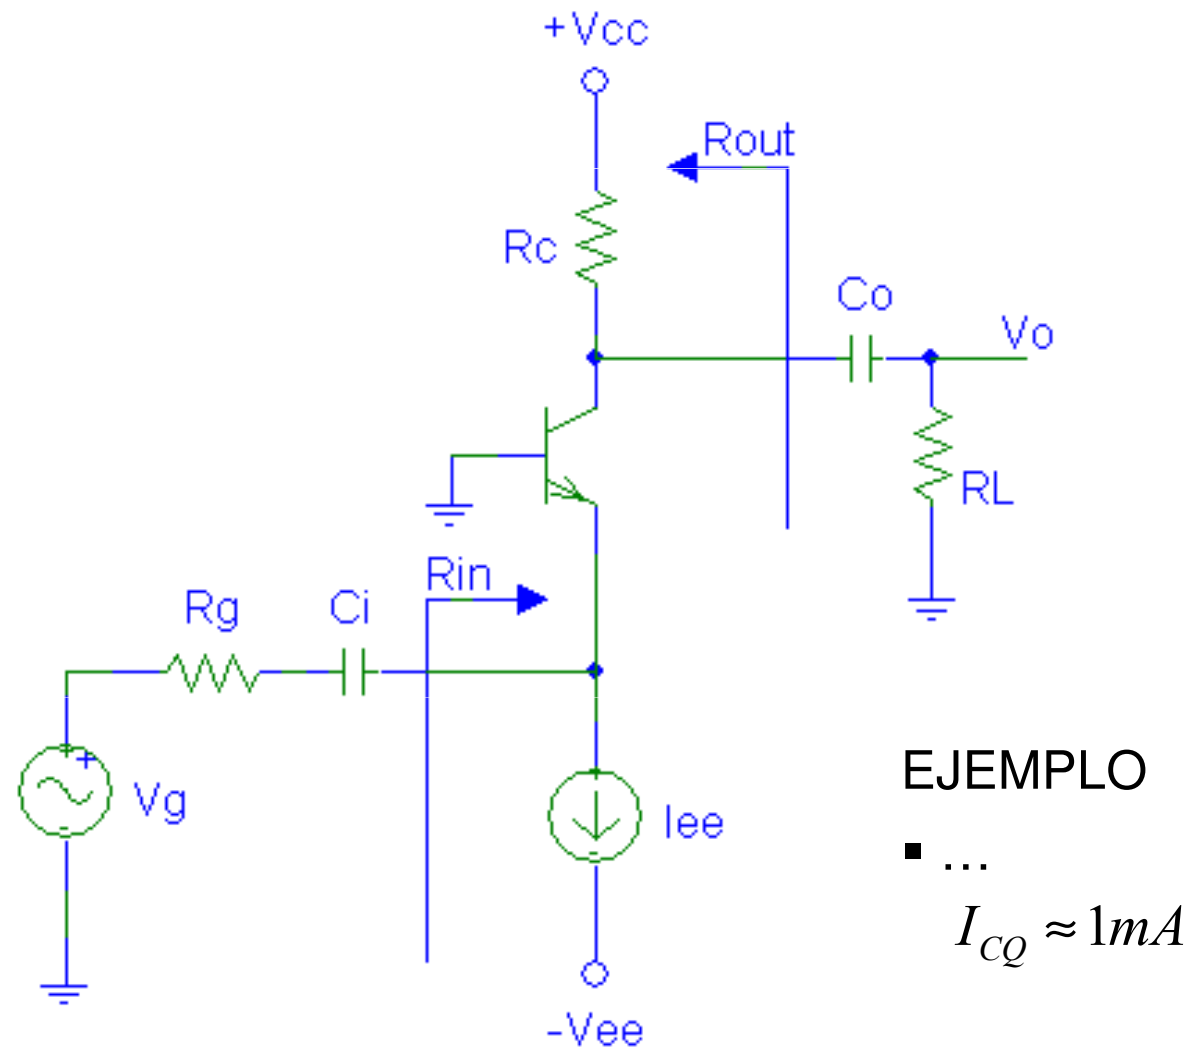 +Vcc
Rout
Rc
Co
Vo
RL
Rin
Rg
Ci
+
Vg
Iee
-
-
-Vee
EJEMPLO
▪ …
I_CQ ≈ 1mA